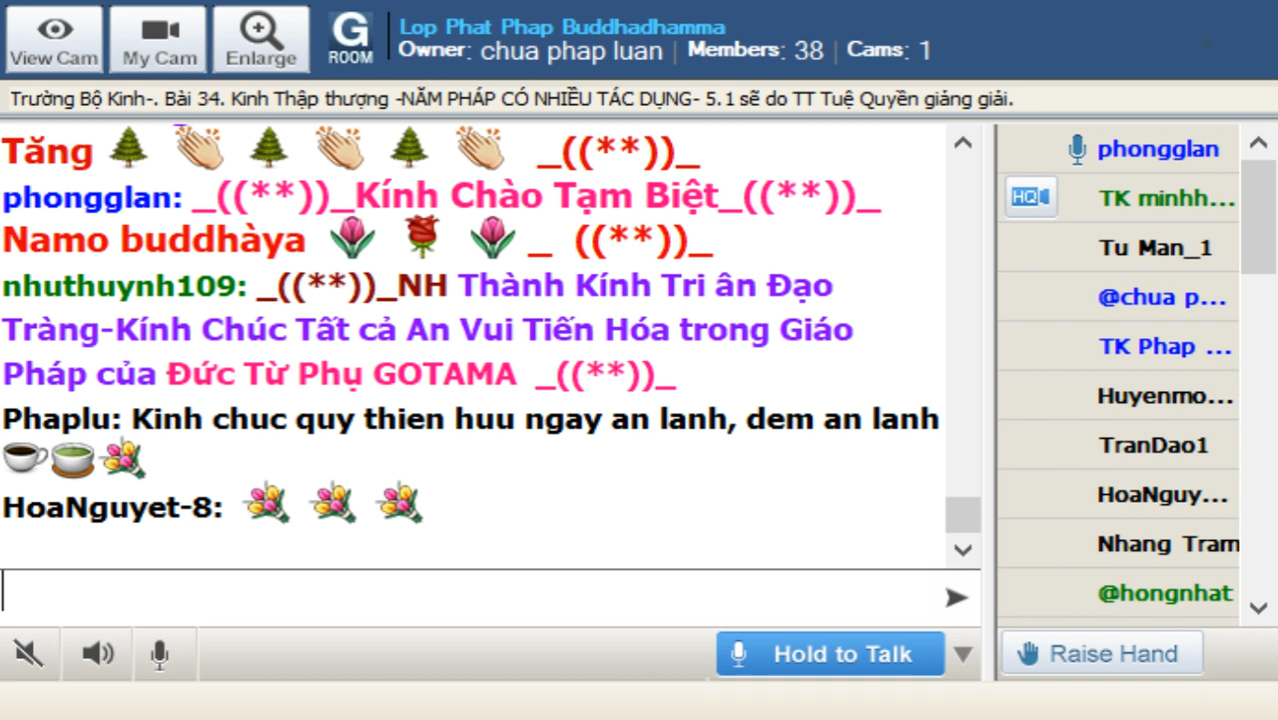 View Cam
My Cam
Enlarge
G
ROOM
Lop Phat Phap Buddhadhamma
Owner: chua phap luan | Members: 38 | Cams: 1
Trường Bộ Kinh-. Bài 34. Kinh Thập thượng -NĂM PHÁP CÓ NHIỀU TÁC DỤNG- 5.1 sẽ do TT Tuệ Quyền giảng giải.
Tăng _((**))_
phongglan: _((**))_Kính Chào Tạm Biệt_((**))_
Namo buddhàya _ ((**))_
nhuthuynh109: _((**))_NH Thành Kính Tri ân Đạo
Tràng-Kính Chúc Tất cả An Vui Tiến Hóa trong Giáo
Pháp của Đức Từ Phụ GOTAMA _((**))_
Phaplu: Kinh chuc quy thien huu ngay an lanh, dem an lanh
HoaNguyet-8:
phongglan
HQ
TK minhh...
Tu Man_1
@chua p...
TK Phap ...
Huyenmo...
TranDao1
HoaNguy...
Nhang Tram
@hongnhat
Hold to Talk
Raise Hand